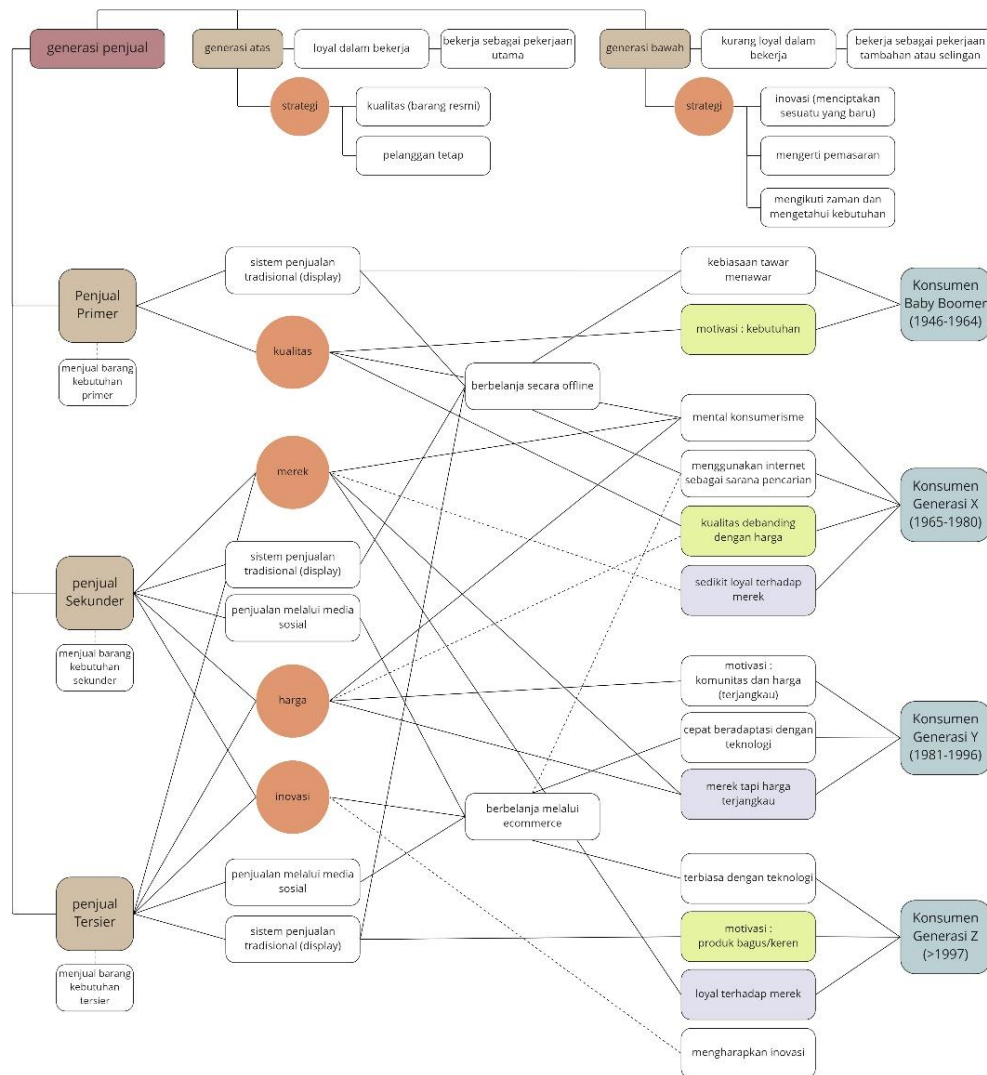 generasi penjual
generasi atas
loyal dalam bekerja
bekerja sebagai pekerjaan
utama
generasi bawah
kurang loyal dalam
bekerja
bekerja sebagai pekerjaan
tambahan atau selingan
strategi
kualitas (barang resmi)
pelanggan tetap
strategi
inovasi (menciptakan
sesuatu yang baru)
mengerti pemasaran
mengikuti zaman dan
mengetahui kebutuhan
Penjual
Primer
menjual barang
kebutuhan
primer
sistem penjualan
tradisional (display)
kualitas
merek
penjual
Sekunder
menjual barang
kebutuhan
sekunder
sistem penjualan
tradisional (display)
penjualan melalui media
sosial
harga
inovasi
penjual
Tersier
menjual barang
kebutuhan
tersier
penjualan melalui media
sosial
sistem penjualan
tradisional (display)
berbelanja secara offline
berbelanja melalui
ecommerce
kebiasaan tawar
menawar
motivasi : kebutuhan
Konsumen
Baby Boomer
(1946-1964)
mental konsumerisme
menggunakan internet
sebagai sarana pencarian
kualitas debanding
dengan harga
sedikit loyal terhadap
merek
Konsumen
Generasi X
(1965-1980)
motivasi :
komunitas dan harga
(terjangkau)
cepat beradaptasi dengan
teknologi
merek tapi harga
terjangkau
Konsumen
Generasi Y
(1981-1996)
terbiasa dengan teknologi
motivasi :
produk bagus/keren
loyal terhadap merek
mengharapkan inovasi
Konsumen
Generasi Z
(>1997)